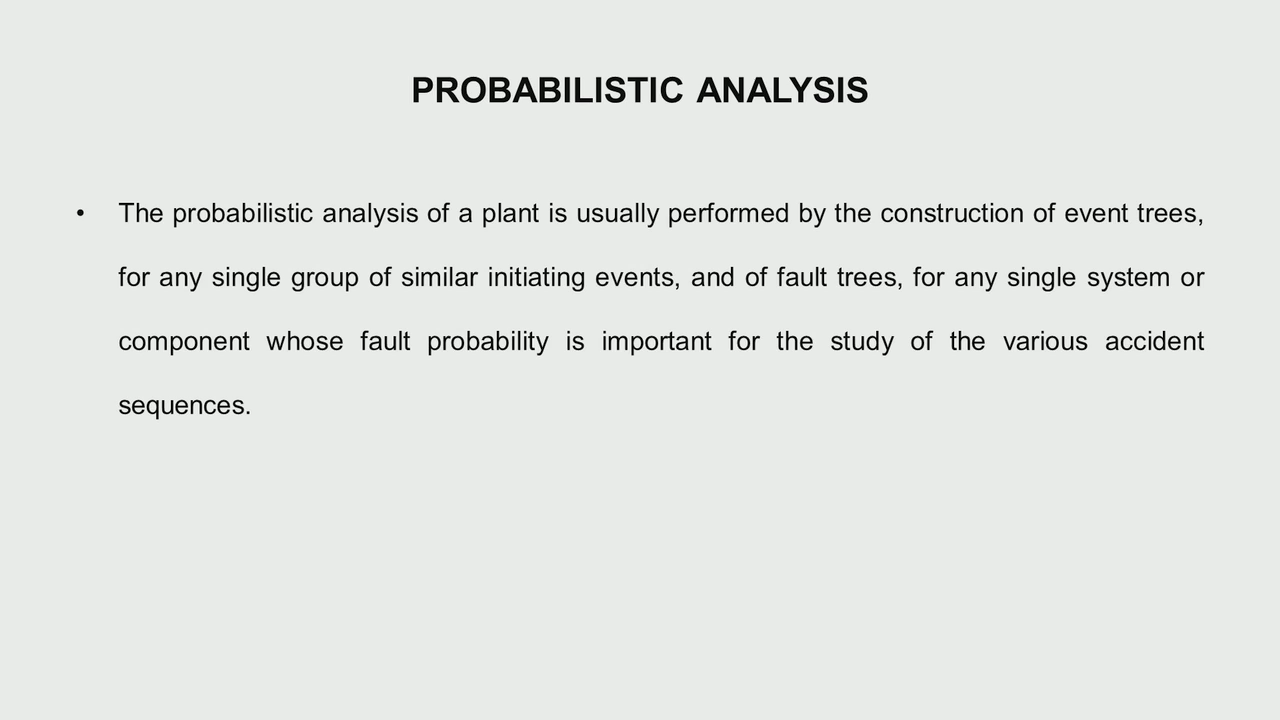 PROBABILISTIC ANALYSIS
• The probabilistic analysis of a plant is usually performed by the construction of event trees,
for any single group of similar initiating events, and of fault trees, for any single system or
component whose fault probability is important for the study of the various accident
sequences.